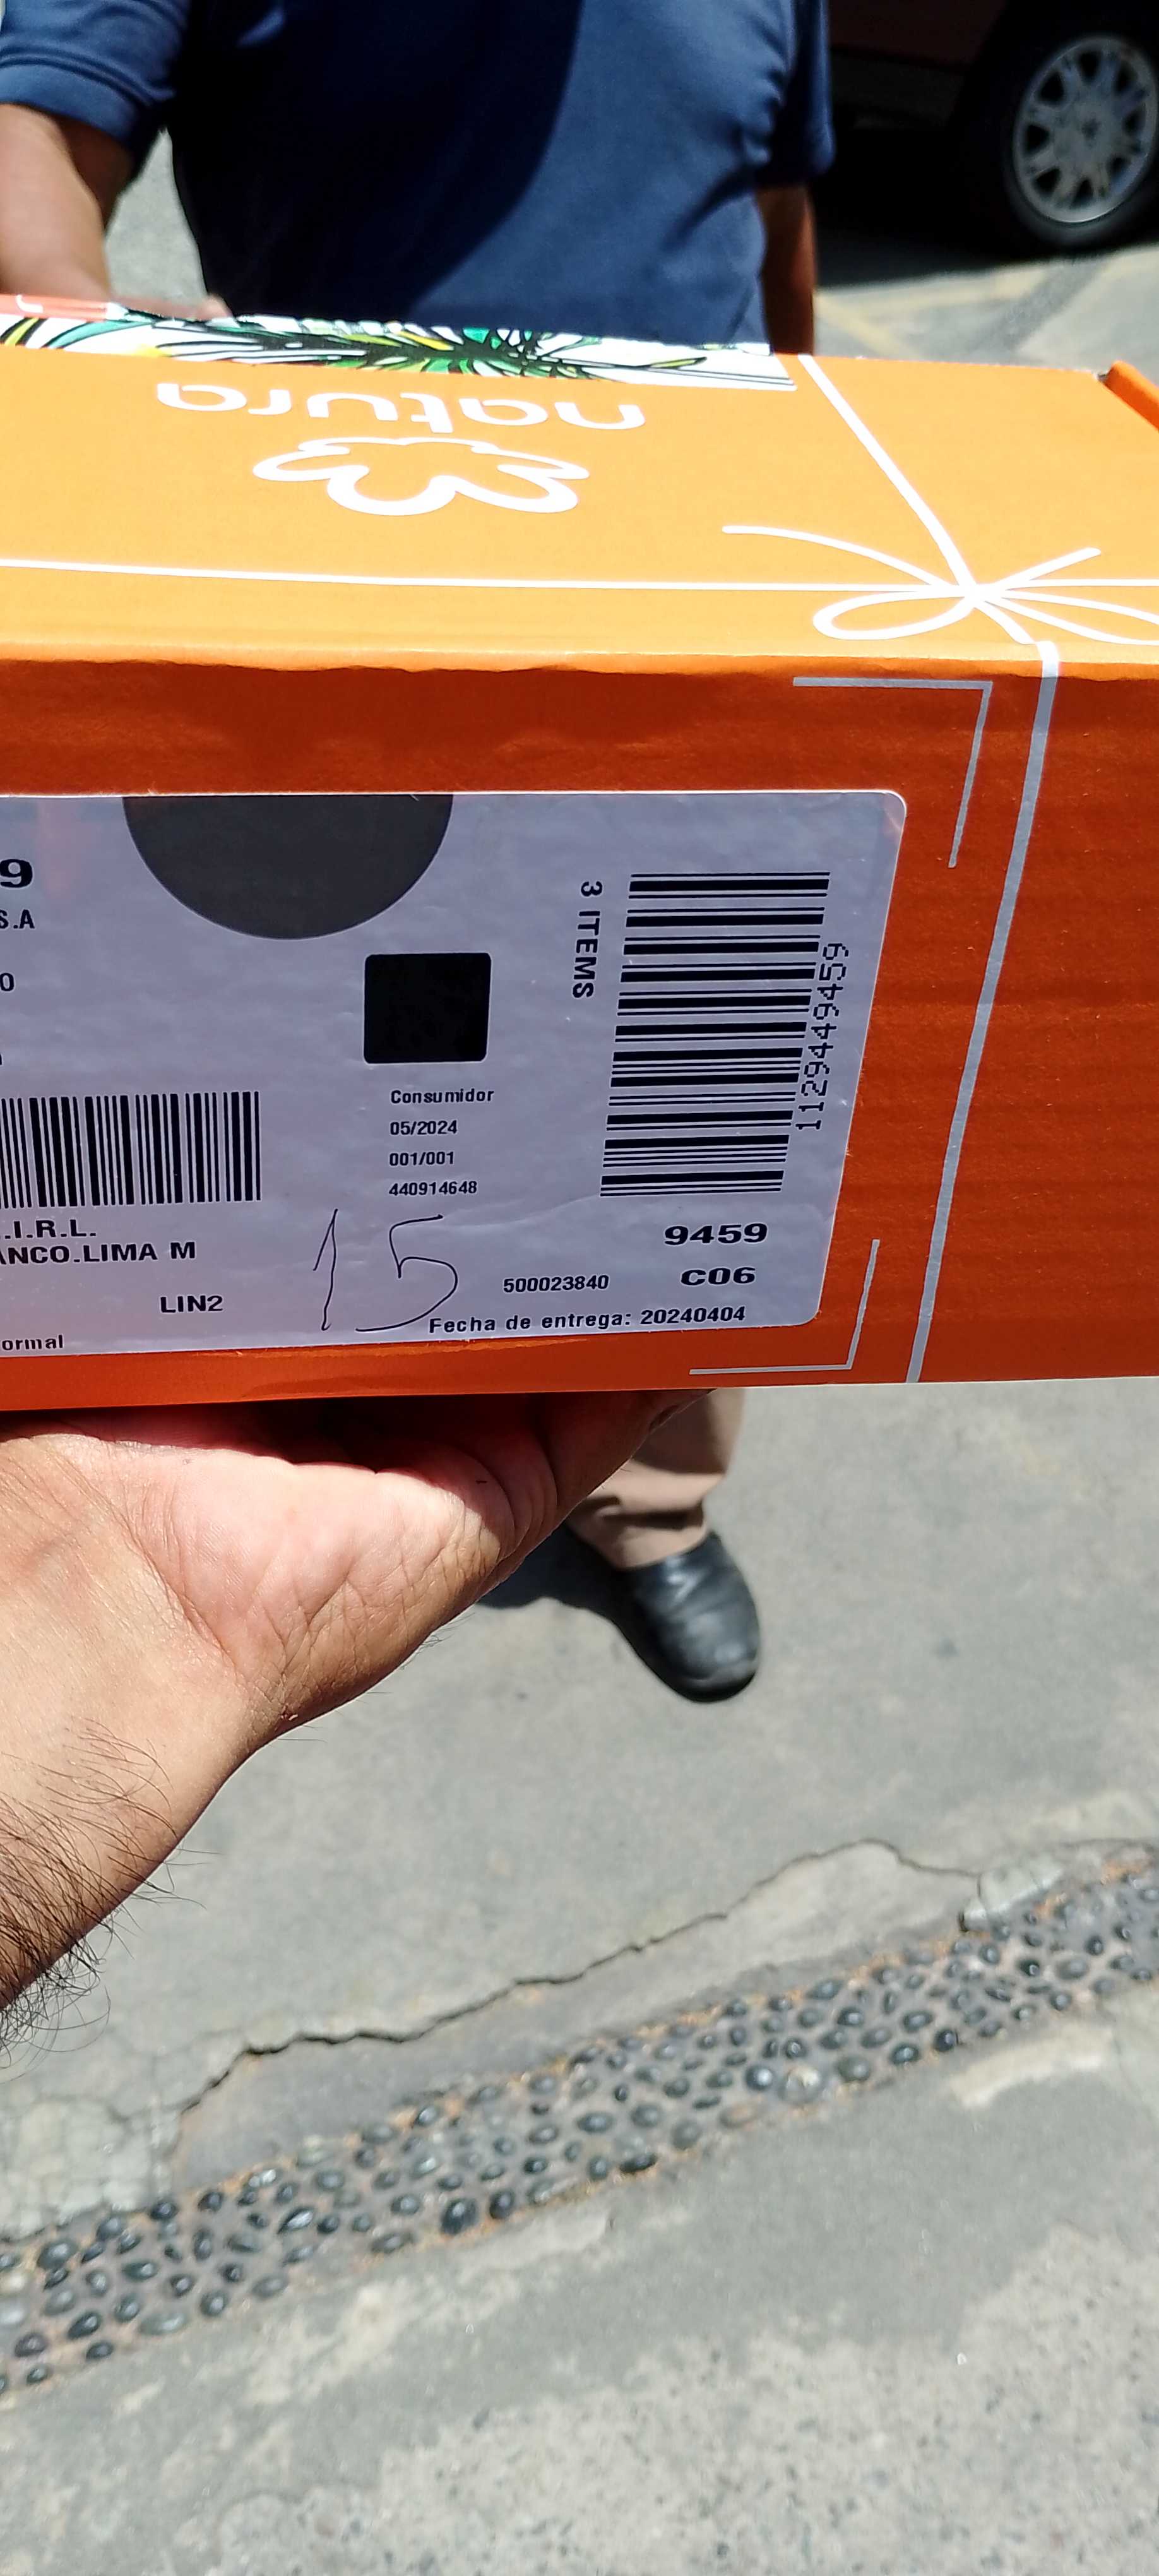 natura
9
S.A
0
3 ITEMS
1129449459
Consumidor
05/2024
001/001
440914648
.I.R.L.
ANCO.LIMA M
15
9459
LIN2
500023840
C06
Fecha de entrega: 20240404
ormal